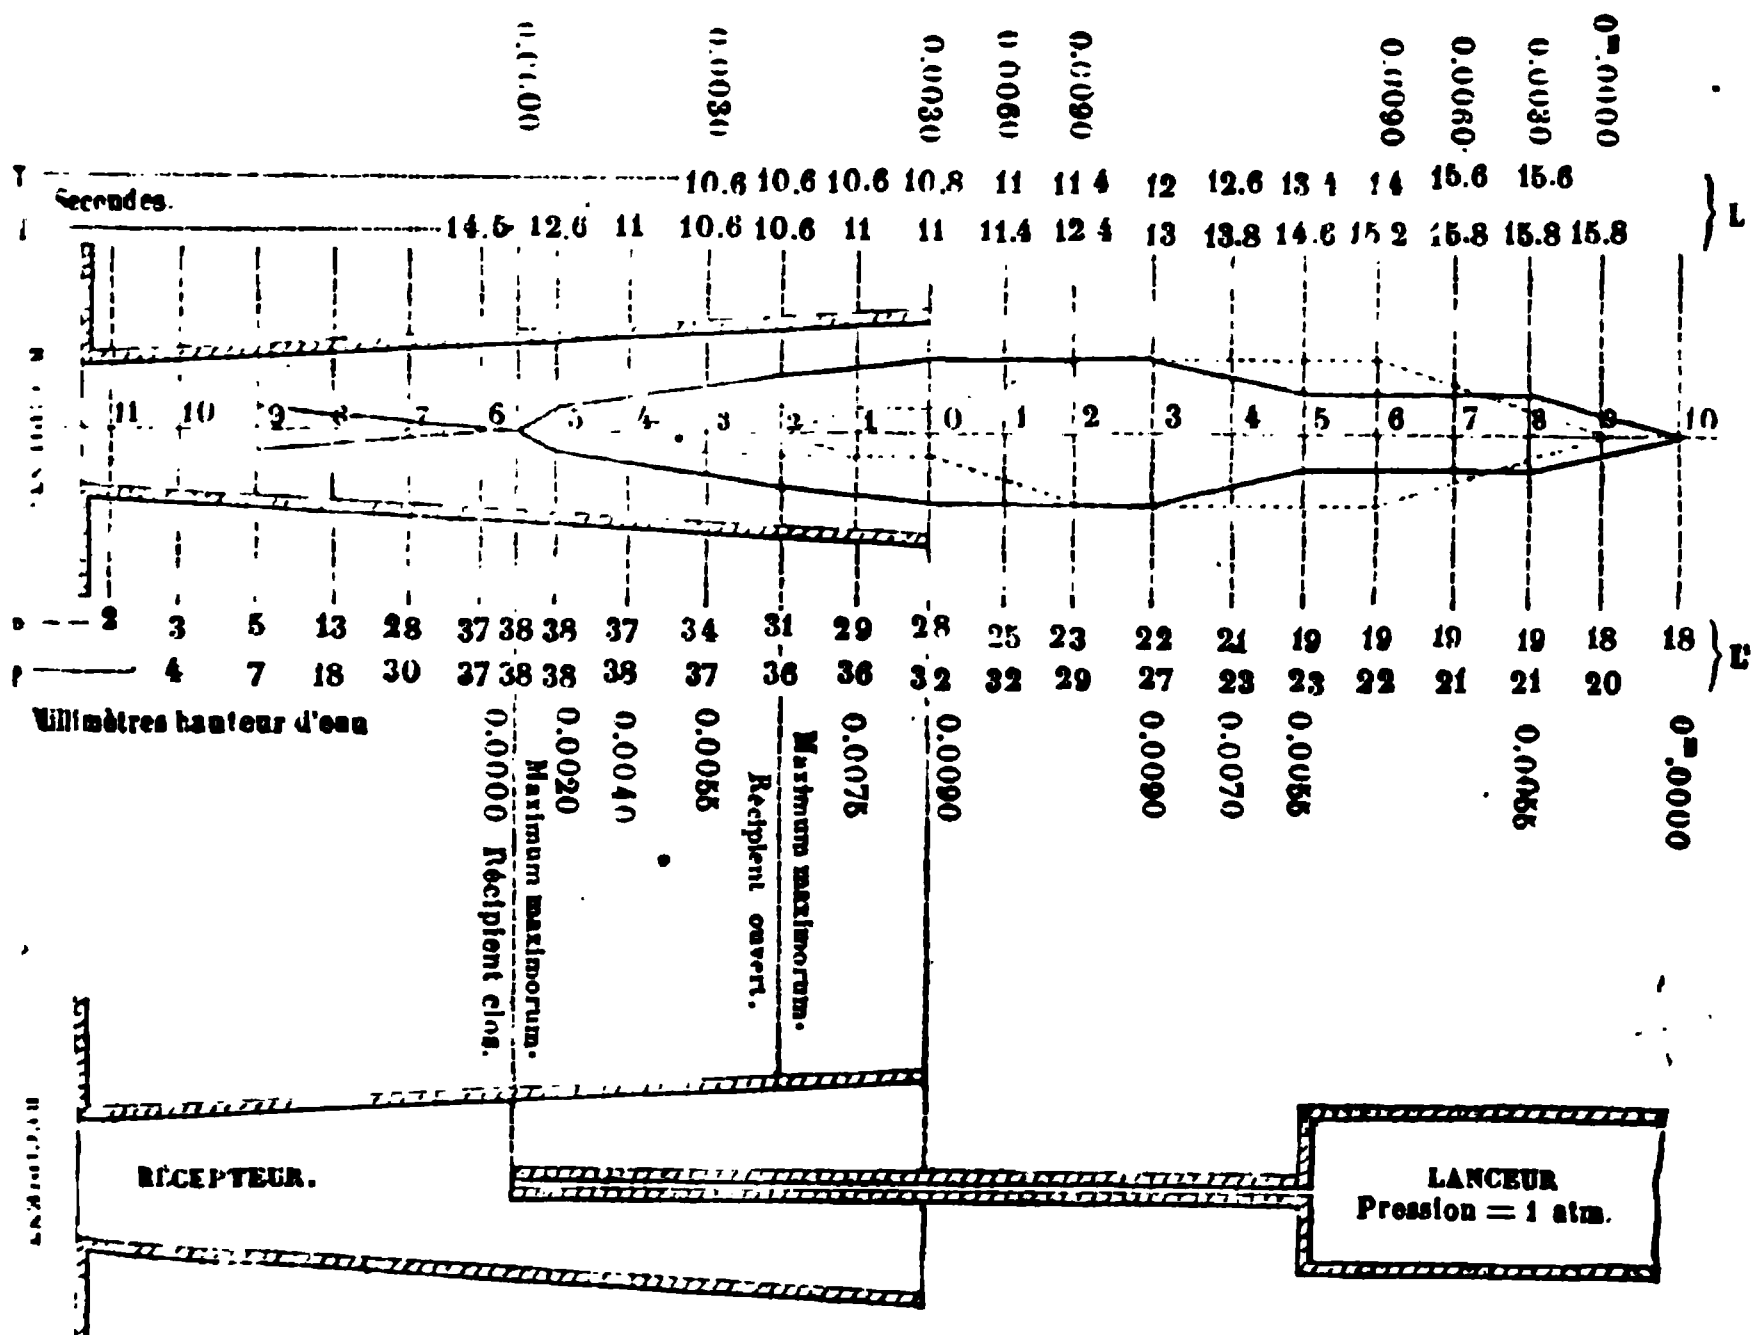 0.0030
0.0030
0.0060
0.0090
0.0090
0.0060
0.0030
0ᵐ.0000
10.6 10.6 10.6 10.8 11 11 4 12 12.6 13 4 14 15.6 15.6
Secondes.
L
14.5 12.6 11 10.6 10.6 11 11 11.4 12 4 13 13.8 14.6 15 2 15.8 15.8 15.8
11 10 9 8 7 6 5 4 3 2 1 0 1 2 3 4 5 6 7 8 9 10
2 3 5 13 28 37 38 38 37 34 31 29 28 25 23 22 21 19 19 19 19 18 18
L'
4 7 18 30 37 38 38 38 37 36 36 32 32 29 27 23 23 22 21 21 20
Millimètres hauteur d'eau
0.0000 Récipient clos.
Maximum maximorum.
0.0020
0.0040
0.0055
Récipient ouvert.
Maximum maximorum.
0.0075
0.0090
0.0090
0.0070
0.0055
0.0055
0ᵐ.0000
RÉCEPTEUR.
LANCEUR
Pression = 1 atm.